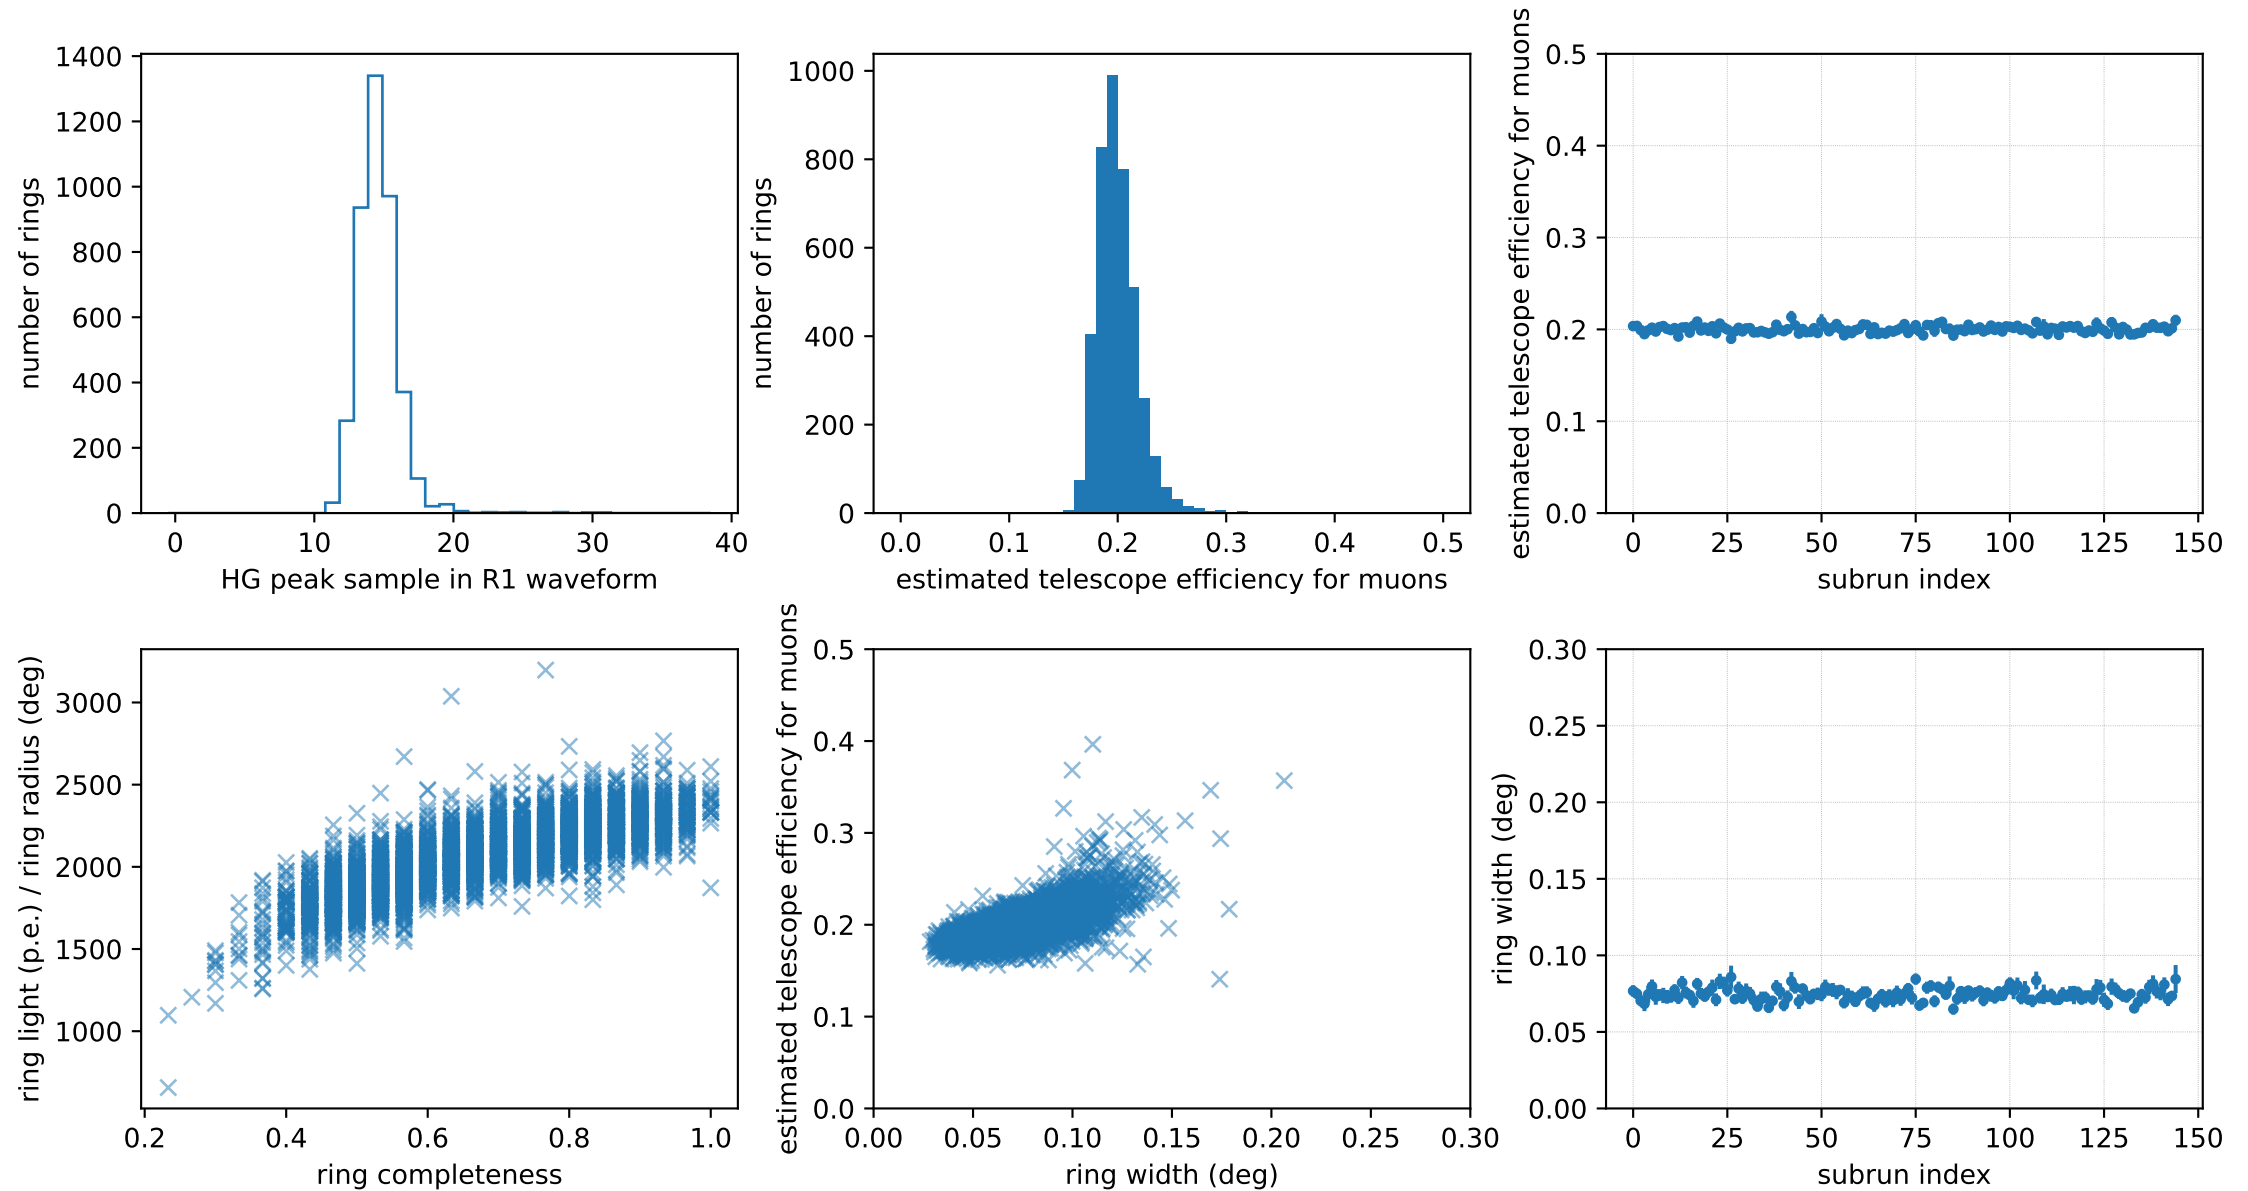 1400
1200
1000
800
600
400
200
0
number of rings
0 10 20 30 40
HG peak sample in R1 waveform
1000
800
600
400
200
0
number of rings
0.0 0.1 0.2 0.3 0.4 0.5
estimated telescope efficiency for muons
0.5
0.4
0.3
0.2
0.1
0.0
estimated telescope efficiency for muons
0 25 50 75 100 125 150
subrun index
3000
2500
2000
1500
1000
ring light (p.e.) / ring radius (deg)
0.2 0.4 0.6 0.8 1.0
ring completeness
0.5
0.4
0.3
0.2
0.1
0.0
estimated telescope efficiency for muons
0.00 0.05 0.10 0.15 0.20 0.25 0.30
ring width (deg)
0.30
0.25
0.20
0.15
0.10
0.05
0.00
ring width (deg)
0 25 50 75 100 125 150
subrun index